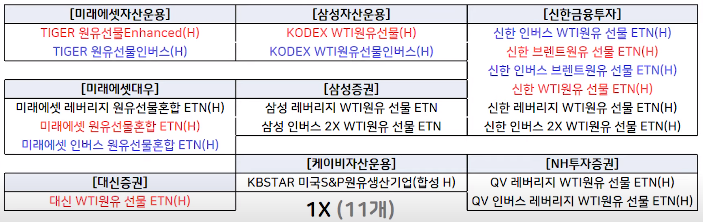 [미래에셋자산운용]
TIGER 원유선물Enhanced(H)
TIGER 원유선물인버스(H)
[삼성자산운용]
KODEX WTI원유선물(H)
KODEX WTI원유선물인버스(H)
[신한금융투자]
신한 인버스 WTI원유 선물 ETN(H)
신한 브렌트원유 선물 ETN(H)
신한 인버스 브렌트원유 선물 ETN(H)
신한 WTI원유 선물 ETN(H)
신한 레버리지 WTI원유 선물 ETN(H)
신한 인버스 2X WTI원유 선물 ETN(H)
[미래에셋대우]
미래에셋 레버리지 원유선물혼합 ETN(H)
미래에셋 원유선물혼합 ETN(H)
미래에셋 인버스 원유선물혼합 ETN(H)
[삼성증권]
삼성 레버리지 WTI원유 선물 ETN
삼성 인버스 2X WTI원유 선물 ETN
[대신증권]
대신 WTI원유 선물 ETN(H)
[케이비자산운용]
KBSTAR 미국S&P원유생산기업(합성 H)
[NH투자증권]
QV 레버리지 WTI원유 선물 ETN(H)
QV 인버스 레버리지 WTI원유 선물 ETN(H)
1X (11개)